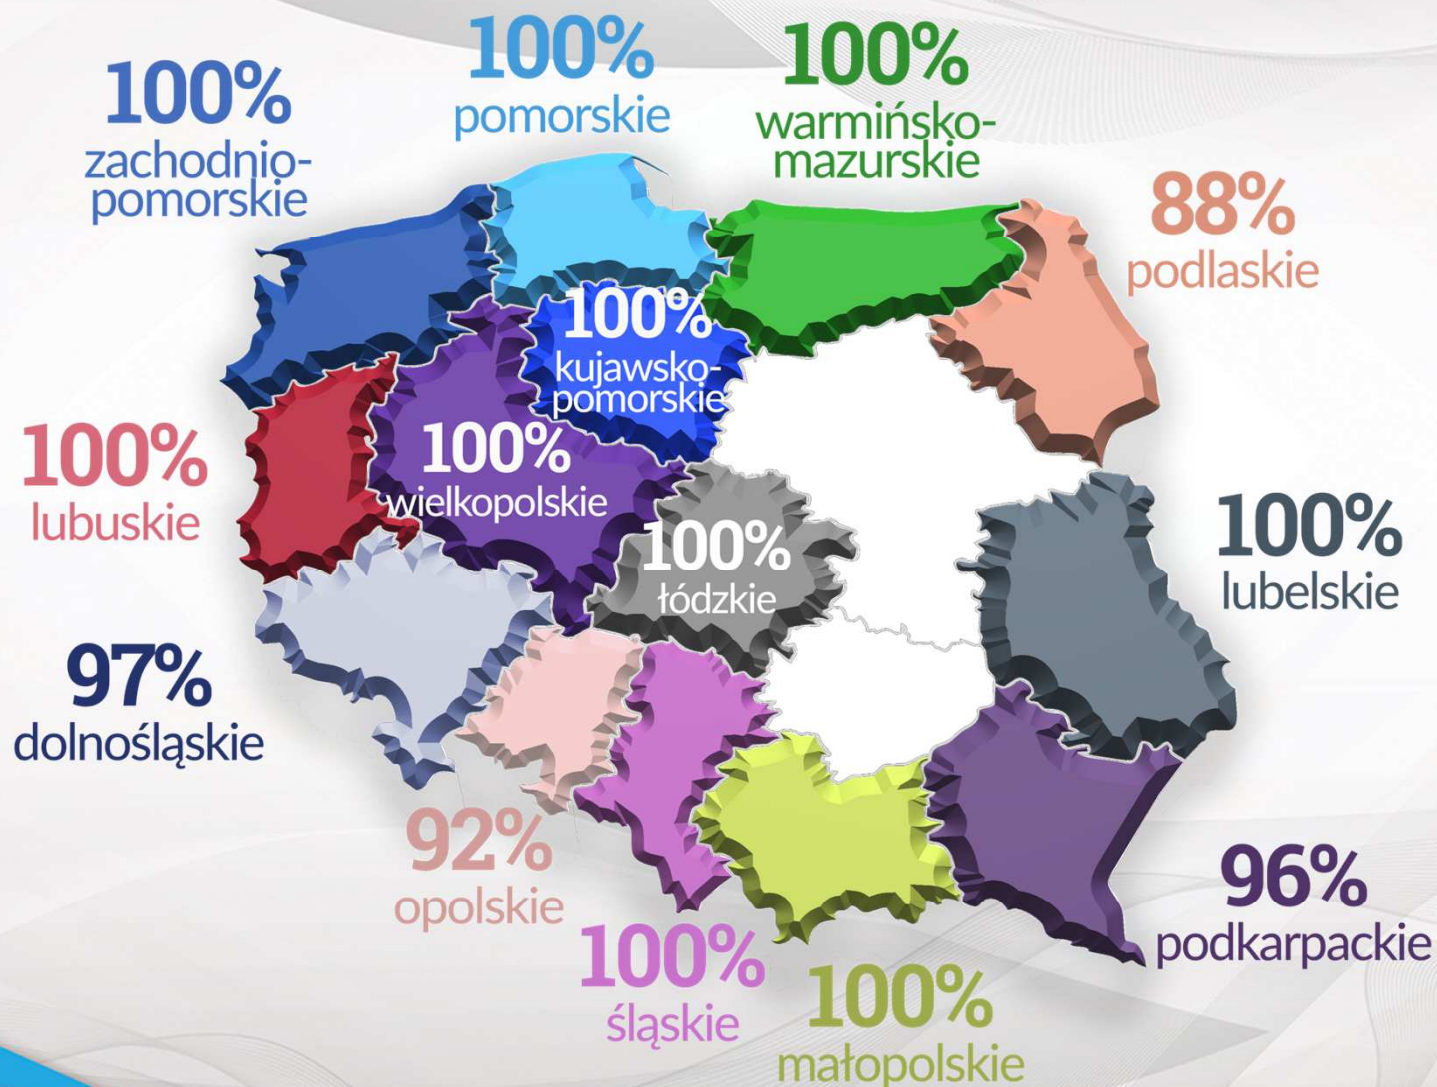 100%
pomorskie
100%
warmińsko-
mazurskie
100%
zachodnio-
pomorskie
88%
podlaskie
100%
kujawsko-
pomorskie
100%
lubuskie
100%
wielkopolskie
100%
łódzkie
100%
lubelskie
97%
dolnośląskie
92%
opolskie
96%
podkarpackie
100%
śląskie
100%
małopolskie